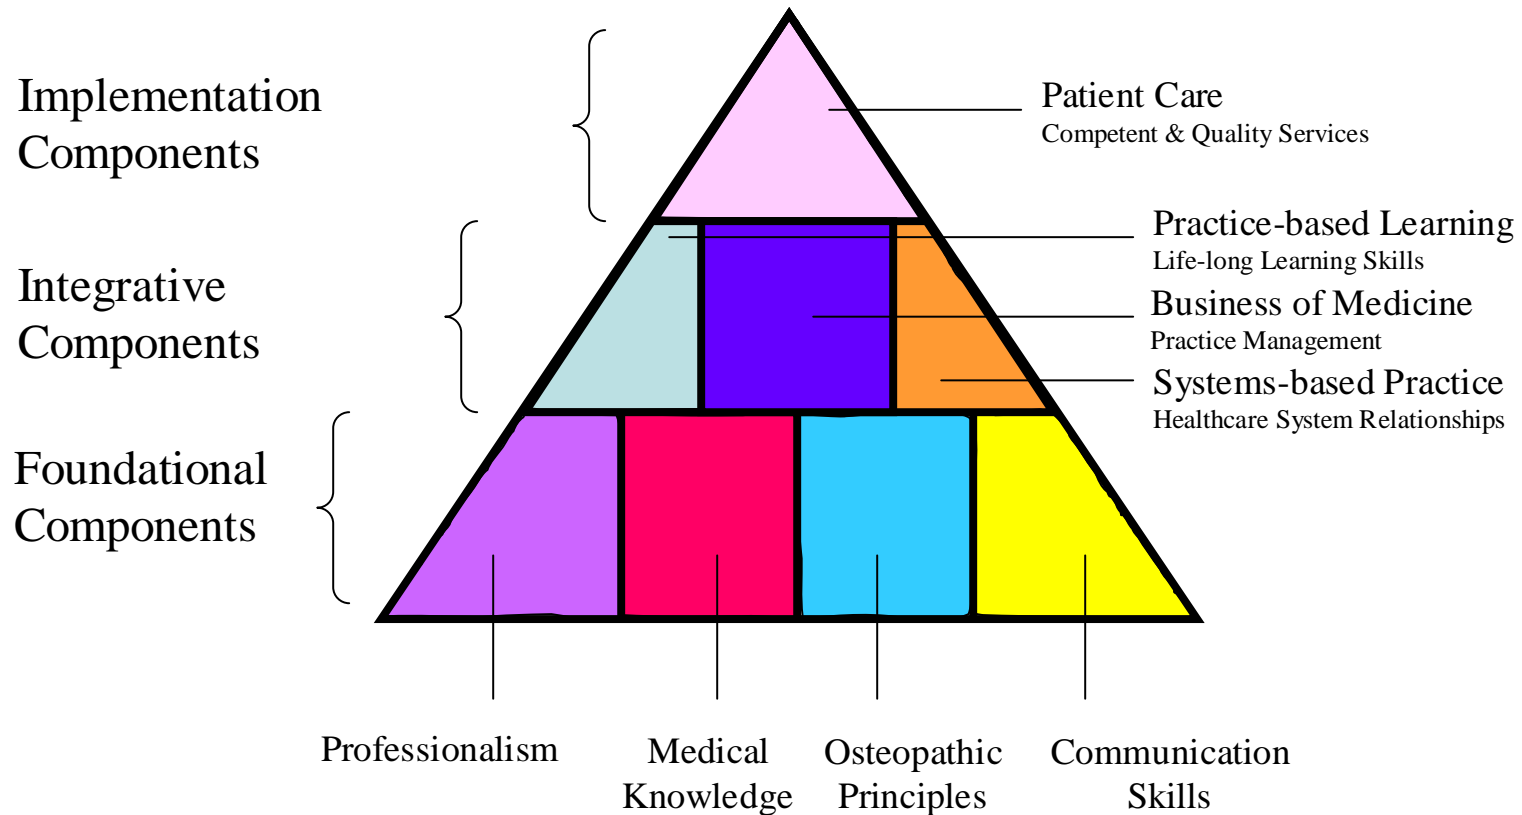 Implementation
Components
Patient Care
Competent & Quality Services
Integrative
Components
Practice-based Learning
Life-long Learning Skills
Business of Medicine
Practice Management
Systems-based Practice
Healthcare System Relationships
Foundational
Components
Professionalism
Medical
Knowledge
Osteopathic
Principles
Communication
Skills